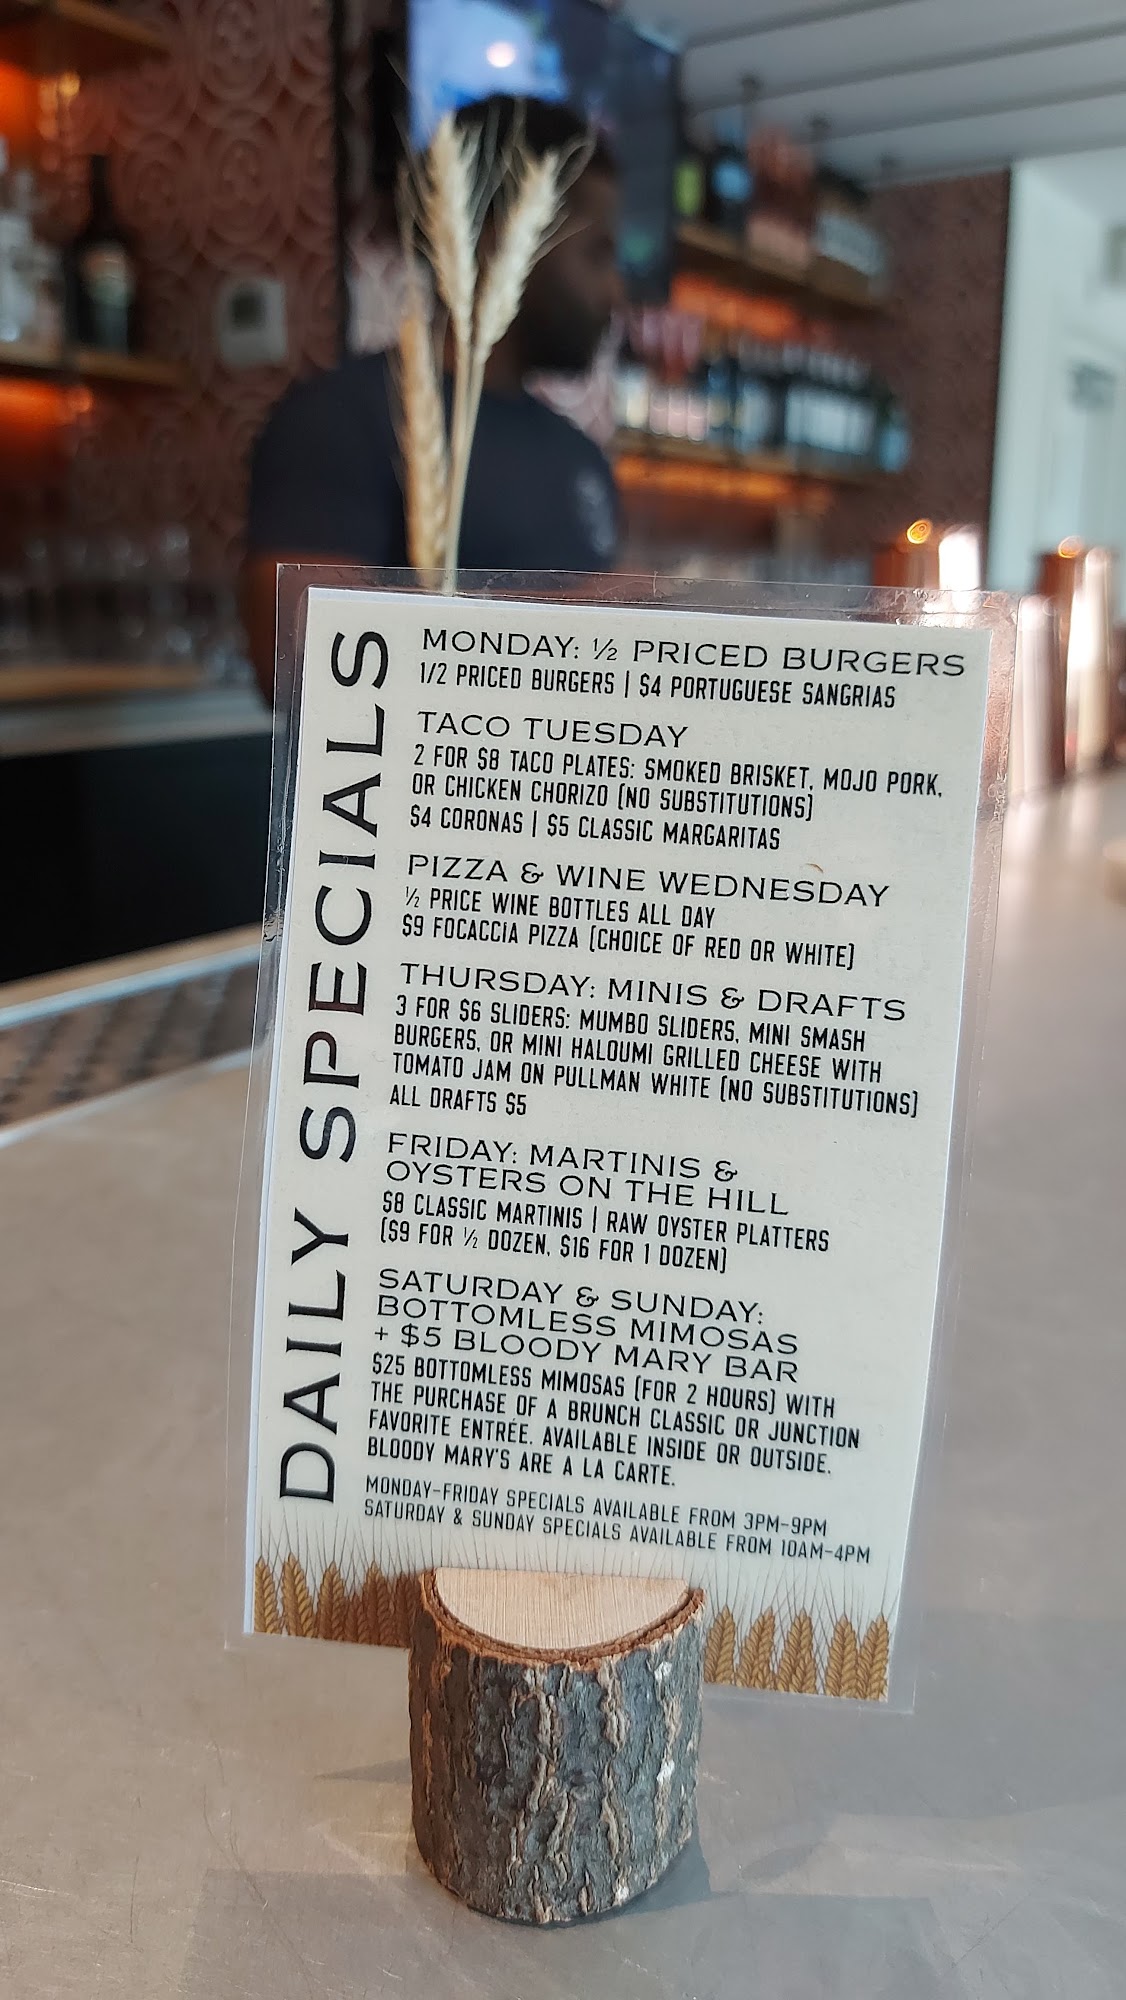 DAILY SPECIALS
MONDAY: ½ PRICED BURGERS
1/2 PRICED BURGERS | $4 PORTUGUESE SANGRIAS
TACO TUESDAY
2 FOR $8 TACO PLATES: SMOKED BRISKET, MOJO PORK,
OR CHICKEN CHORIZO (NO SUBSTITUTIONS)
$4 CORONAS | $5 CLASSIC MARGARITAS
PIZZA & WINE WEDNESDAY
½ PRICE WINE BOTTLES ALL DAY
$9 FOCACCIA PIZZA (CHOICE OF RED OR WHITE)
THURSDAY: MINIS & DRAFTS
3 FOR $6 SLIDERS: MUMBO SLIDERS, MINI SMASH
BURGERS, OR MINI HALOUMI GRILLED CHEESE WITH
TOMATO JAM ON PULLMAN WHITE (NO SUBSTITUTIONS)
ALL DRAFTS $5
FRIDAY: MARTINIS &
OYSTERS ON THE HILL
$8 CLASSIC MARTINIS | RAW OYSTER PLATTERS
($9 FOR ½ DOZEN, $16 FOR 1 DOZEN)
SATURDAY & SUNDAY:
BOTTOMLESS MIMOSAS
+ $5 BLOODY MARY BAR
$25 BOTTOMLESS MIMOSAS (FOR 2 HOURS) WITH
THE PURCHASE OF A BRUNCH CLASSIC OR JUNCTION
FAVORITE ENTRÉE. AVAILABLE INSIDE OR OUTSIDE.
BLOODY MARY'S ARE A LA CARTE.
MONDAY-FRIDAY SPECIALS AVAILABLE FROM 3PM-9PM
SATURDAY & SUNDAY SPECIALS AVAILABLE FROM 10AM-4PM